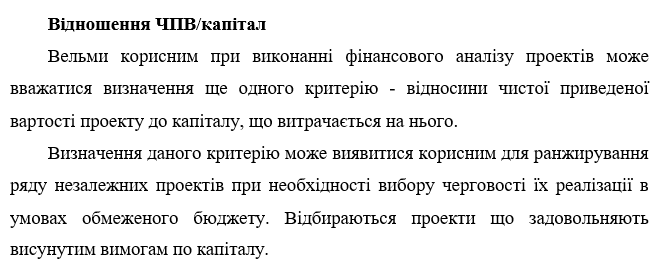 Відношення ЧПВ/капітал
Вельми корисним при виконанні фінансового аналізу проектів може
вважатися визначення ще одного критерію - відносини чистої приведеної
вартості проекту до капіталу, що витрачається на нього.
Визначення даного критерію може виявитися корисним для ранжирування
ряду незалежних проектів при необхідності вибору черговості їх реалізації в
умовах обмеженого бюджету. Відбираються проекти що задовольняють
висунутим вимогам по капіталу.